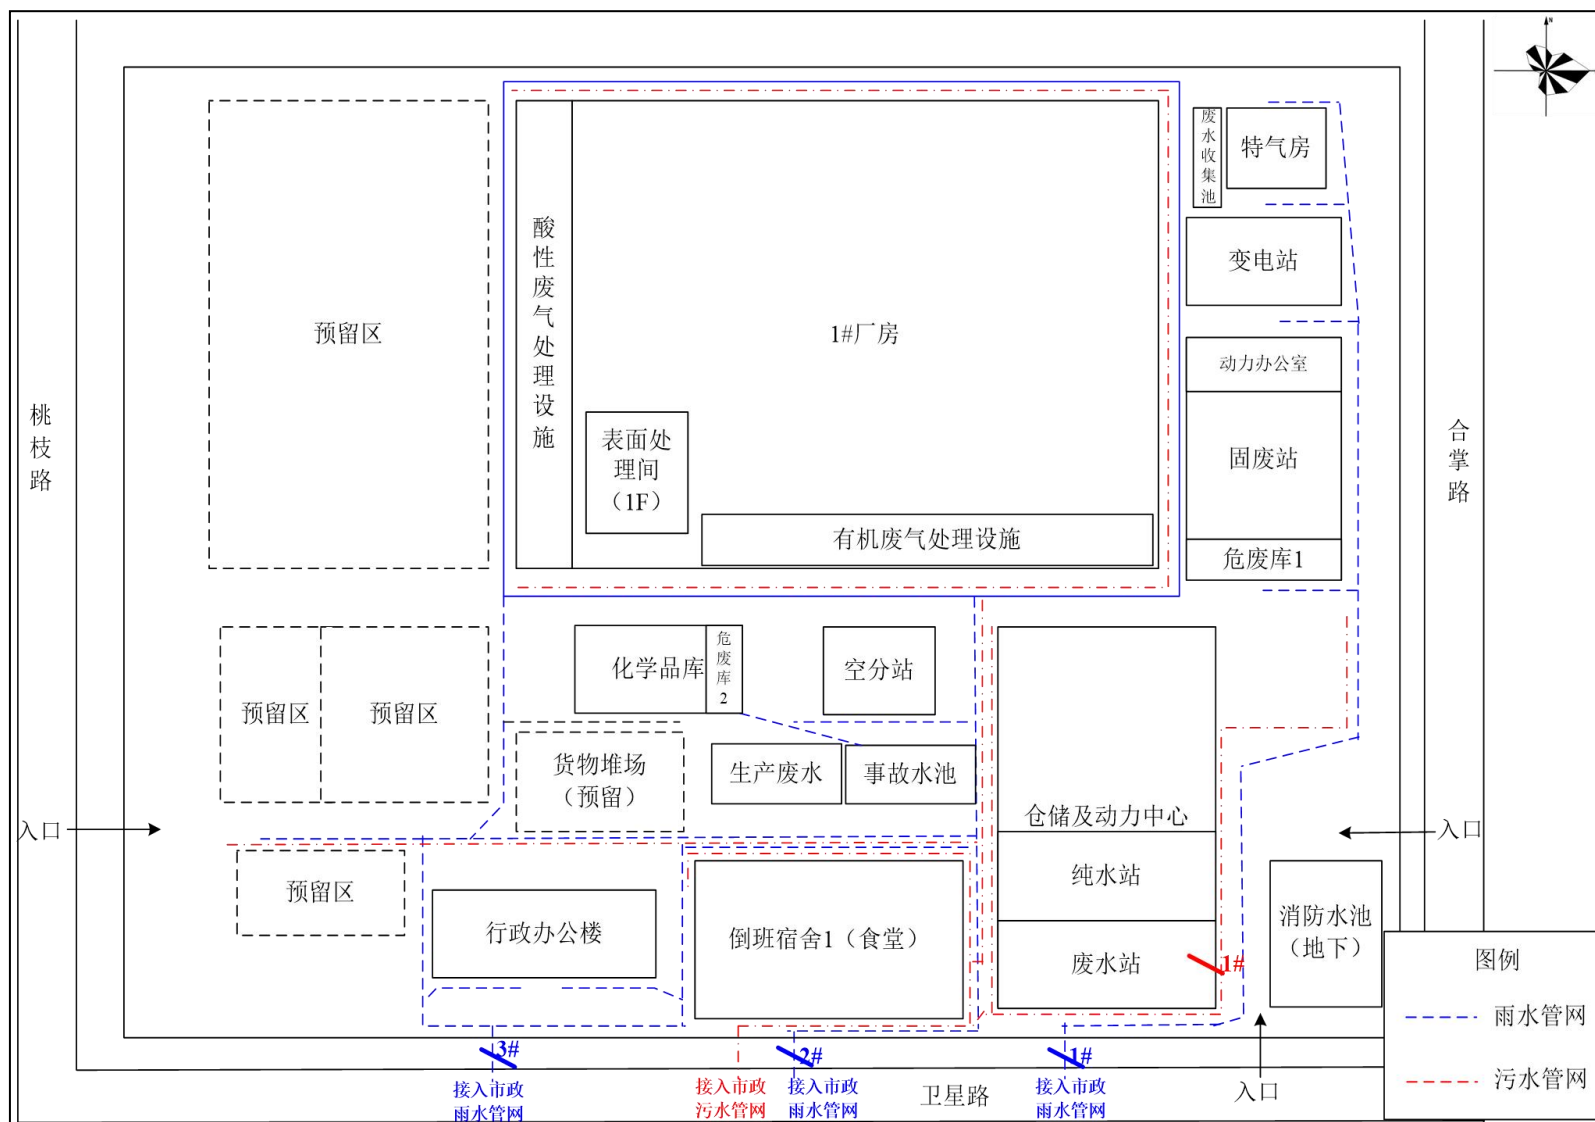 N
废
水
收
集
池
特气房
酸
性
废
气
处
理
设
施
变电站
预留区
1#厂房
动力办公室
桃
枝
路
合
掌
路
表面处
理间
（1F）
固废站
有机废气处理设施
危废库1
化学品库
危
废
库
2
空分站
预留区
预留区
货物堆场
（预留）
生产废水
事故水池
仓储及动力中心
入口
入口
纯水站
预留区
行政办公楼
倒班宿舍1（食堂）
消防水池
（地下）
废水站
1#
图例
雨水管网
污水管网
3#
2#
1#
接入市政
雨水管网
接入市政
污水管网
接入市政
雨水管网
卫星路
接入市政
雨水管网
入口